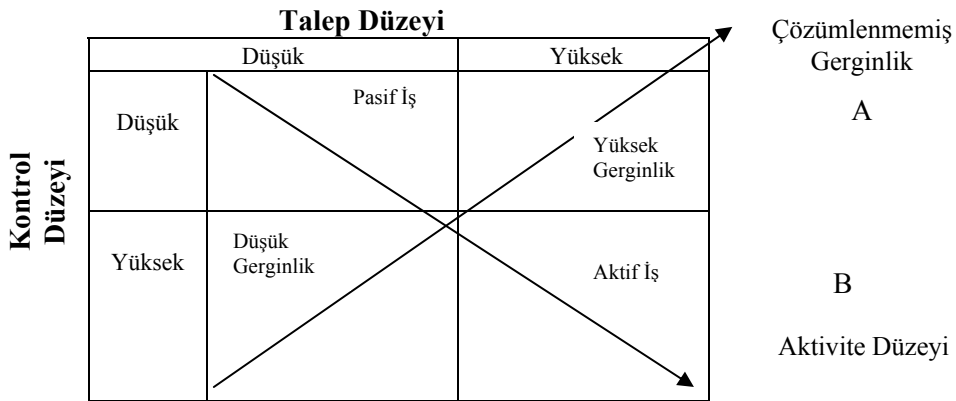 Talep Düzeyi
Çözümlenmemiş
Gerginlik
A
Düşük
Yüksek
Kontrol
Düzeyi
Düşük
Pasif İş
Yüksek
Gerginlik
Yüksek
Düşük
Gerginlik
Aktif İş
B
Aktivite Düzeyi